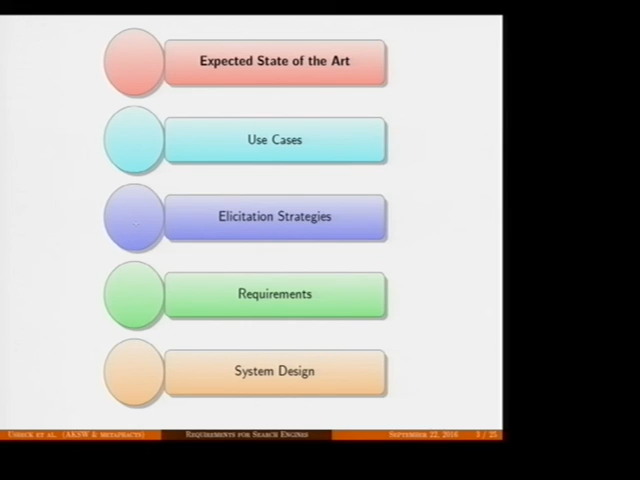 Expected State of the Art
Use Cases
Elicitation Strategies
Requirements
System Design
Usbeck et al. (AKSW & metaphacts) Requirements for Search Engines September 22, 2016 3 / 25